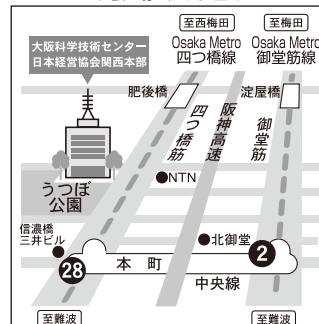 至西梅田
至梅田
Osaka Metro
四つ橋線
Osaka Metro
御堂筋線
大阪科学技術センター
日本経営協会関西本部
肥後橋
淀屋橋
四つ橋筋
阪神高速
御堂筋
うつぼ
公園
●NTN
信濃橋
三井ビル
●北御堂
28
本町
2
中央線
至難波
至難波